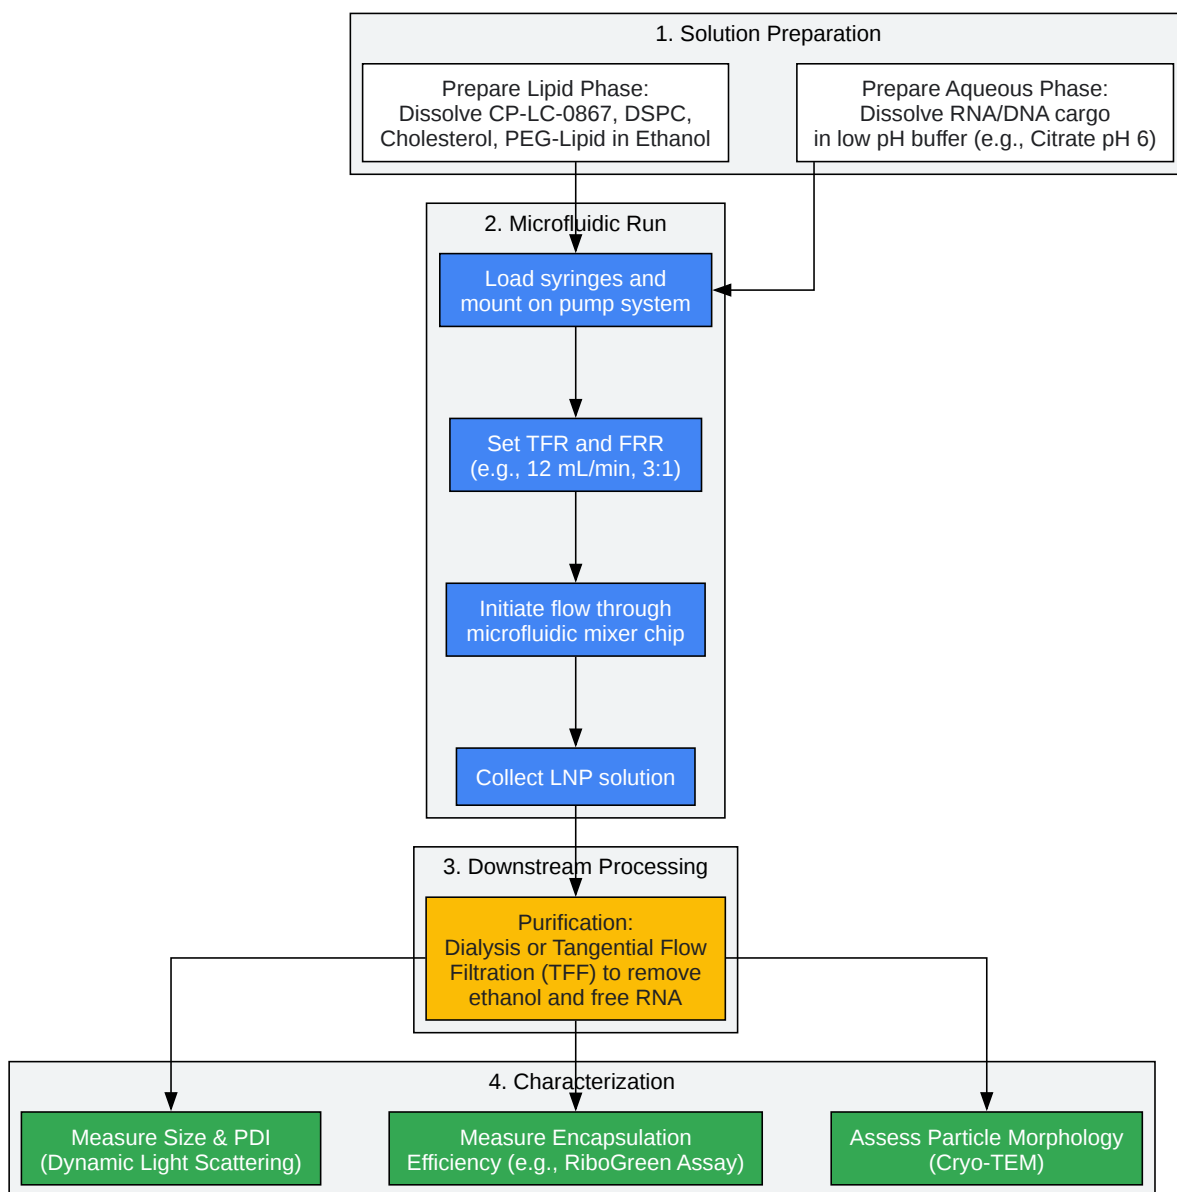 1. Solution Preparation
Prepare Lipid Phase:
Dissolve CP-LC-0867, DSPC,
Cholesterol, PEG-Lipid in Ethanol
Prepare Aqueous Phase:
Dissolve RNA/DNA cargo
in low pH buffer (e.g., Citrate pH 6)
2. Microfluidic Run
Load syringes and
mount on pump system
Set TFR and FRR
(e.g., 12 mL/min, 3:1)
Initiate flow through
microfluidic mixer chip
Collect LNP solution
3. Downstream Processing
Purification:
Dialysis or Tangential Flow
Filtration (TFF) to remove
ethanol and free RNA
4. Characterization
Measure Size & PDI
(Dynamic Light Scattering)
Measure Encapsulation
Efficiency (e.g., RiboGreen Assay)
Assess Particle Morphology
(Cryo-TEM)